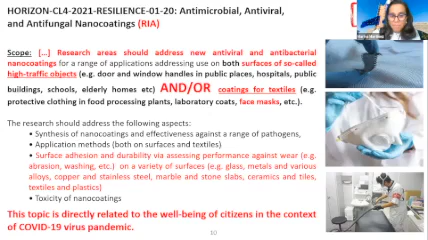 HORIZON-CL4-2021-RESILIENCE-01-20: Antimicrobial, Antiviral,
and Antifungal Nanocoatings (RIA)
Scope: [...] Research areas should address new antiviral and antibacterial
nanocoatings for a range of applications addressing use on both surfaces of so-called
high-traffic objects (e.g. door and window handles in public places, hospitals, public
buildings, schools, elderly homes etc) AND/OR coatings for textiles (e.g.
protective clothing in food processing plants, laboratory coats, face masks, etc.).
The research should address the following aspects:
• Synthesis of nanocoatings and effectiveness against a range of pathogens,
• Application methods (both on surfaces and textiles)
• Surface adhesion and durability via assessing performance against wear (e.g.
abrasion, washing, etc.) on a variety of surfaces (e.g. glass, metals and various
alloys, copper and stainless steel, marble and stone slabs, ceramics and tiles,
textiles and plastics)
• Toxicity of nanocoatings
This topic is directly related to the well-being of citizens in the context
of COVID-19 virus pandemic.
10